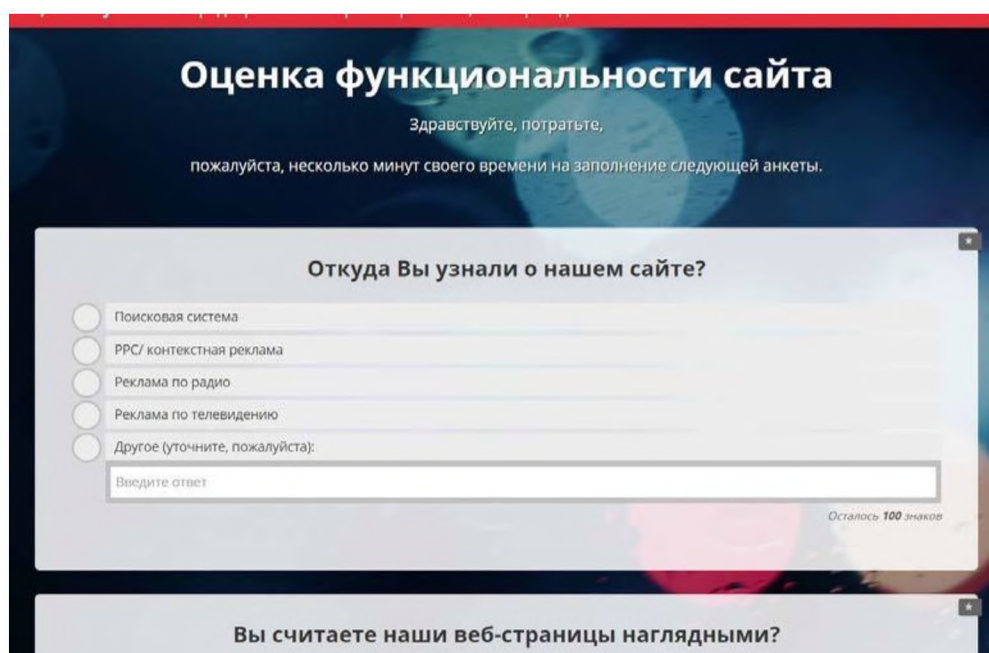 Оценка функциональности сайта
Здравствуйте, потратьте,
пожалуйста, несколько минут своего времени на заполнение следующей анкеты.
Откуда Вы узнали о нашем сайте?
Поисковая система
PPC/ контекстная реклама
Реклама по радио
Реклама по телевидению
Другое (уточните, пожалуйста):
Введите ответ
Осталось 100 знаков
Вы считаете наши веб-страницы наглядными?